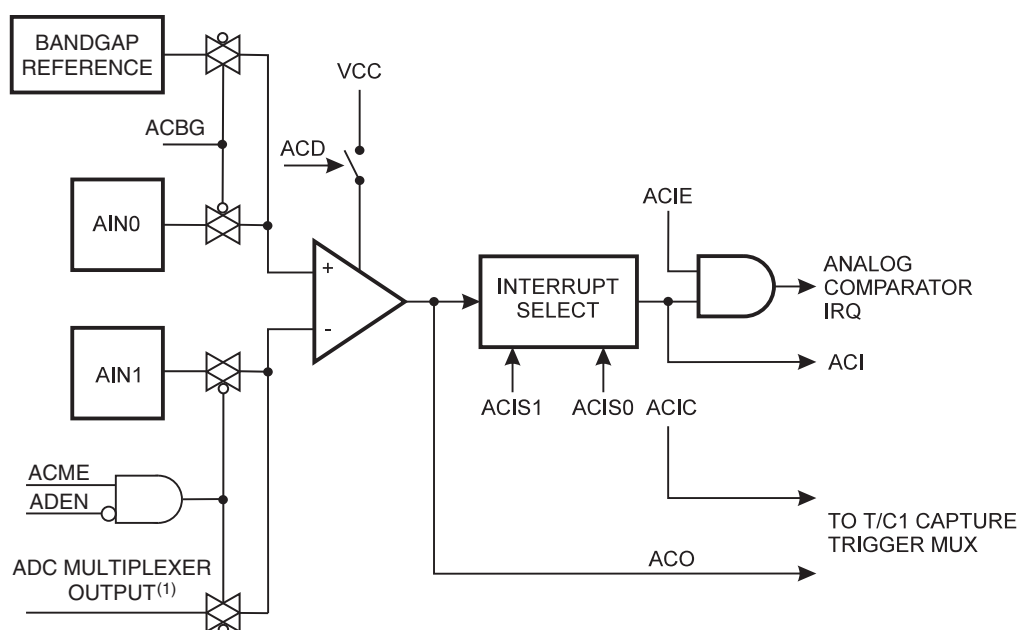 BANDGAP
REFERENCE
VCC
ACBG
ACD
AIN0
ACIE
+
-
INTERRUPT
SELECT
ANALOG
COMPARATOR
IRQ
AIN1
ACI
ACIS1
ACIS0
ACIC
ACME
ADEN
TO T/C1 CAPTURE
TRIGGER MUX
ADC MULTIPLEXER
OUTPUT(1)
ACO